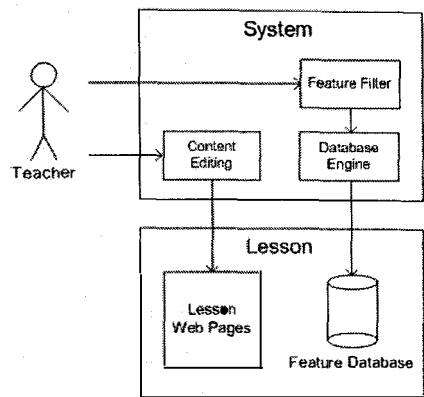 System
Feature Filter
Teacher
Content
Editing
Database
Engine
Lesson
Lesson
Web Pages
Feature Database